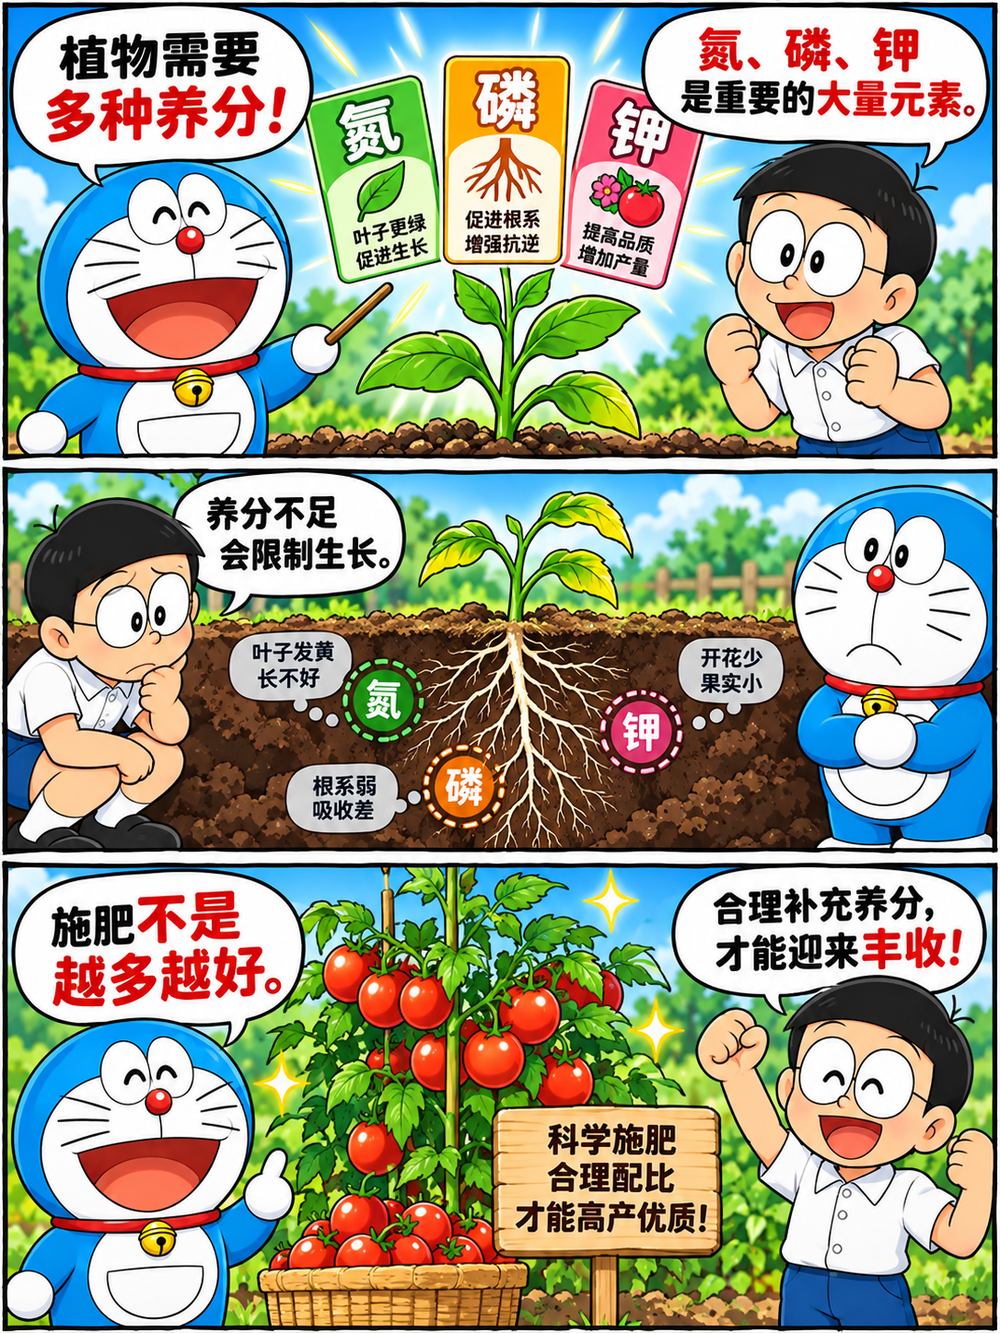 植物需要
多种养分！
氮、磷、钾
是重要的大量元素。
氮
叶子更绿
促进生长
磷
促进根系
增强抗逆
钾
提高品质
增加产量
养分不足
会限制生长。
叶子发黄
长不好
氮
根系弱
吸收差
磷
开花少
果实小
钾
施肥不是
越多越好。
合理补充养分，
才能迎来丰收！
科学施肥
合理配比
才能高产优质！